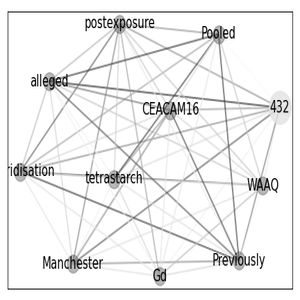 postexposure
Pooled
alleged
CEACAM16
432
ridisation
tetrastarch
WAAQ
Manchester
Previously
Gd